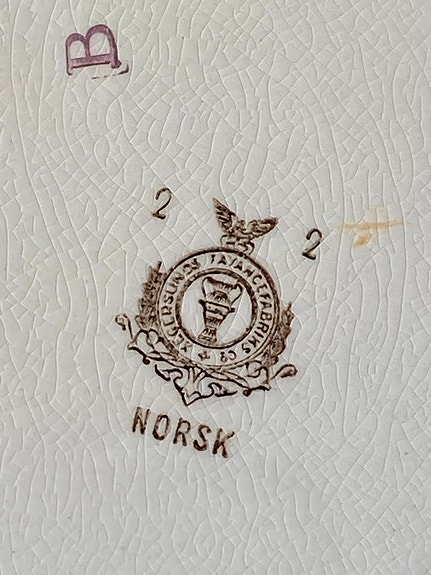 B
2 2
EGERSUNDS FAYANCEFABRIKS CO
NORSK